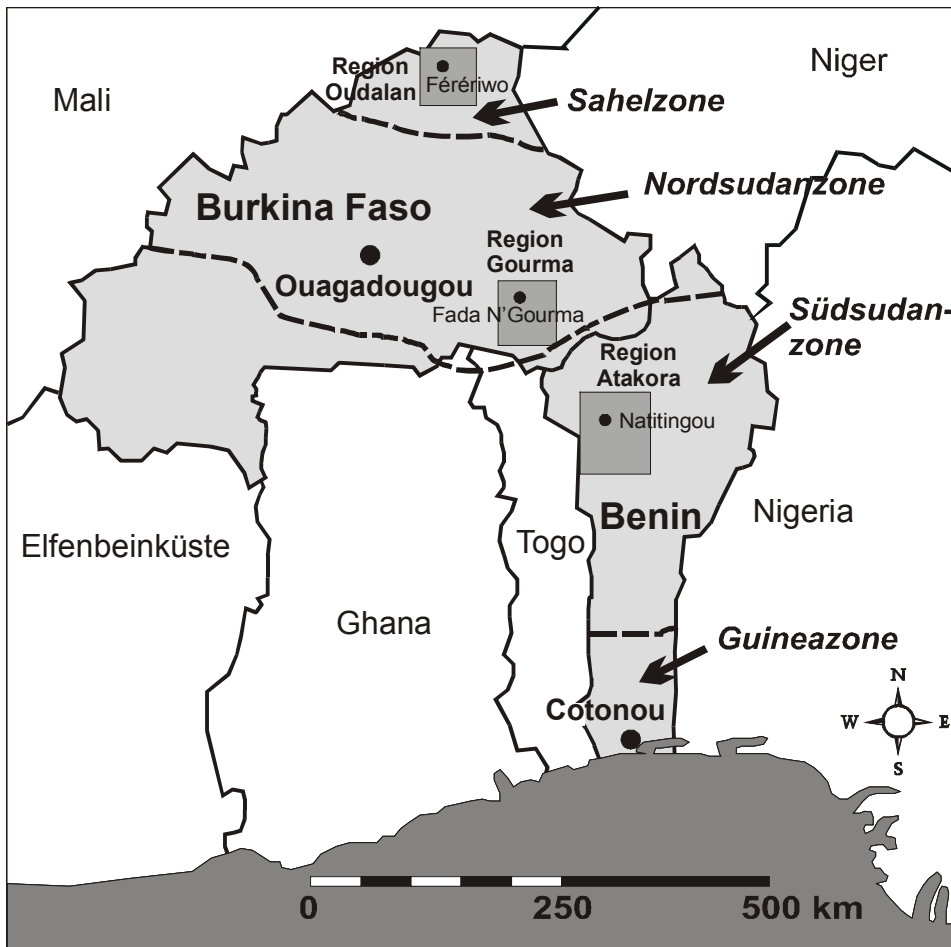 Niger
Region
Oudalan
Férériwo
Mali
Sahelzone
Nordsudanzone
Burkina Faso
Region
Gourma
Ouagadougou
Fada N'Gourma
Südsudan-
zone
Region
Atakora
Natitingou
Benin
Nigeria
Elfenbeinküste
Togo
Ghana
Guineazone
N
Cotonou
W
E
S
0
250
500 km